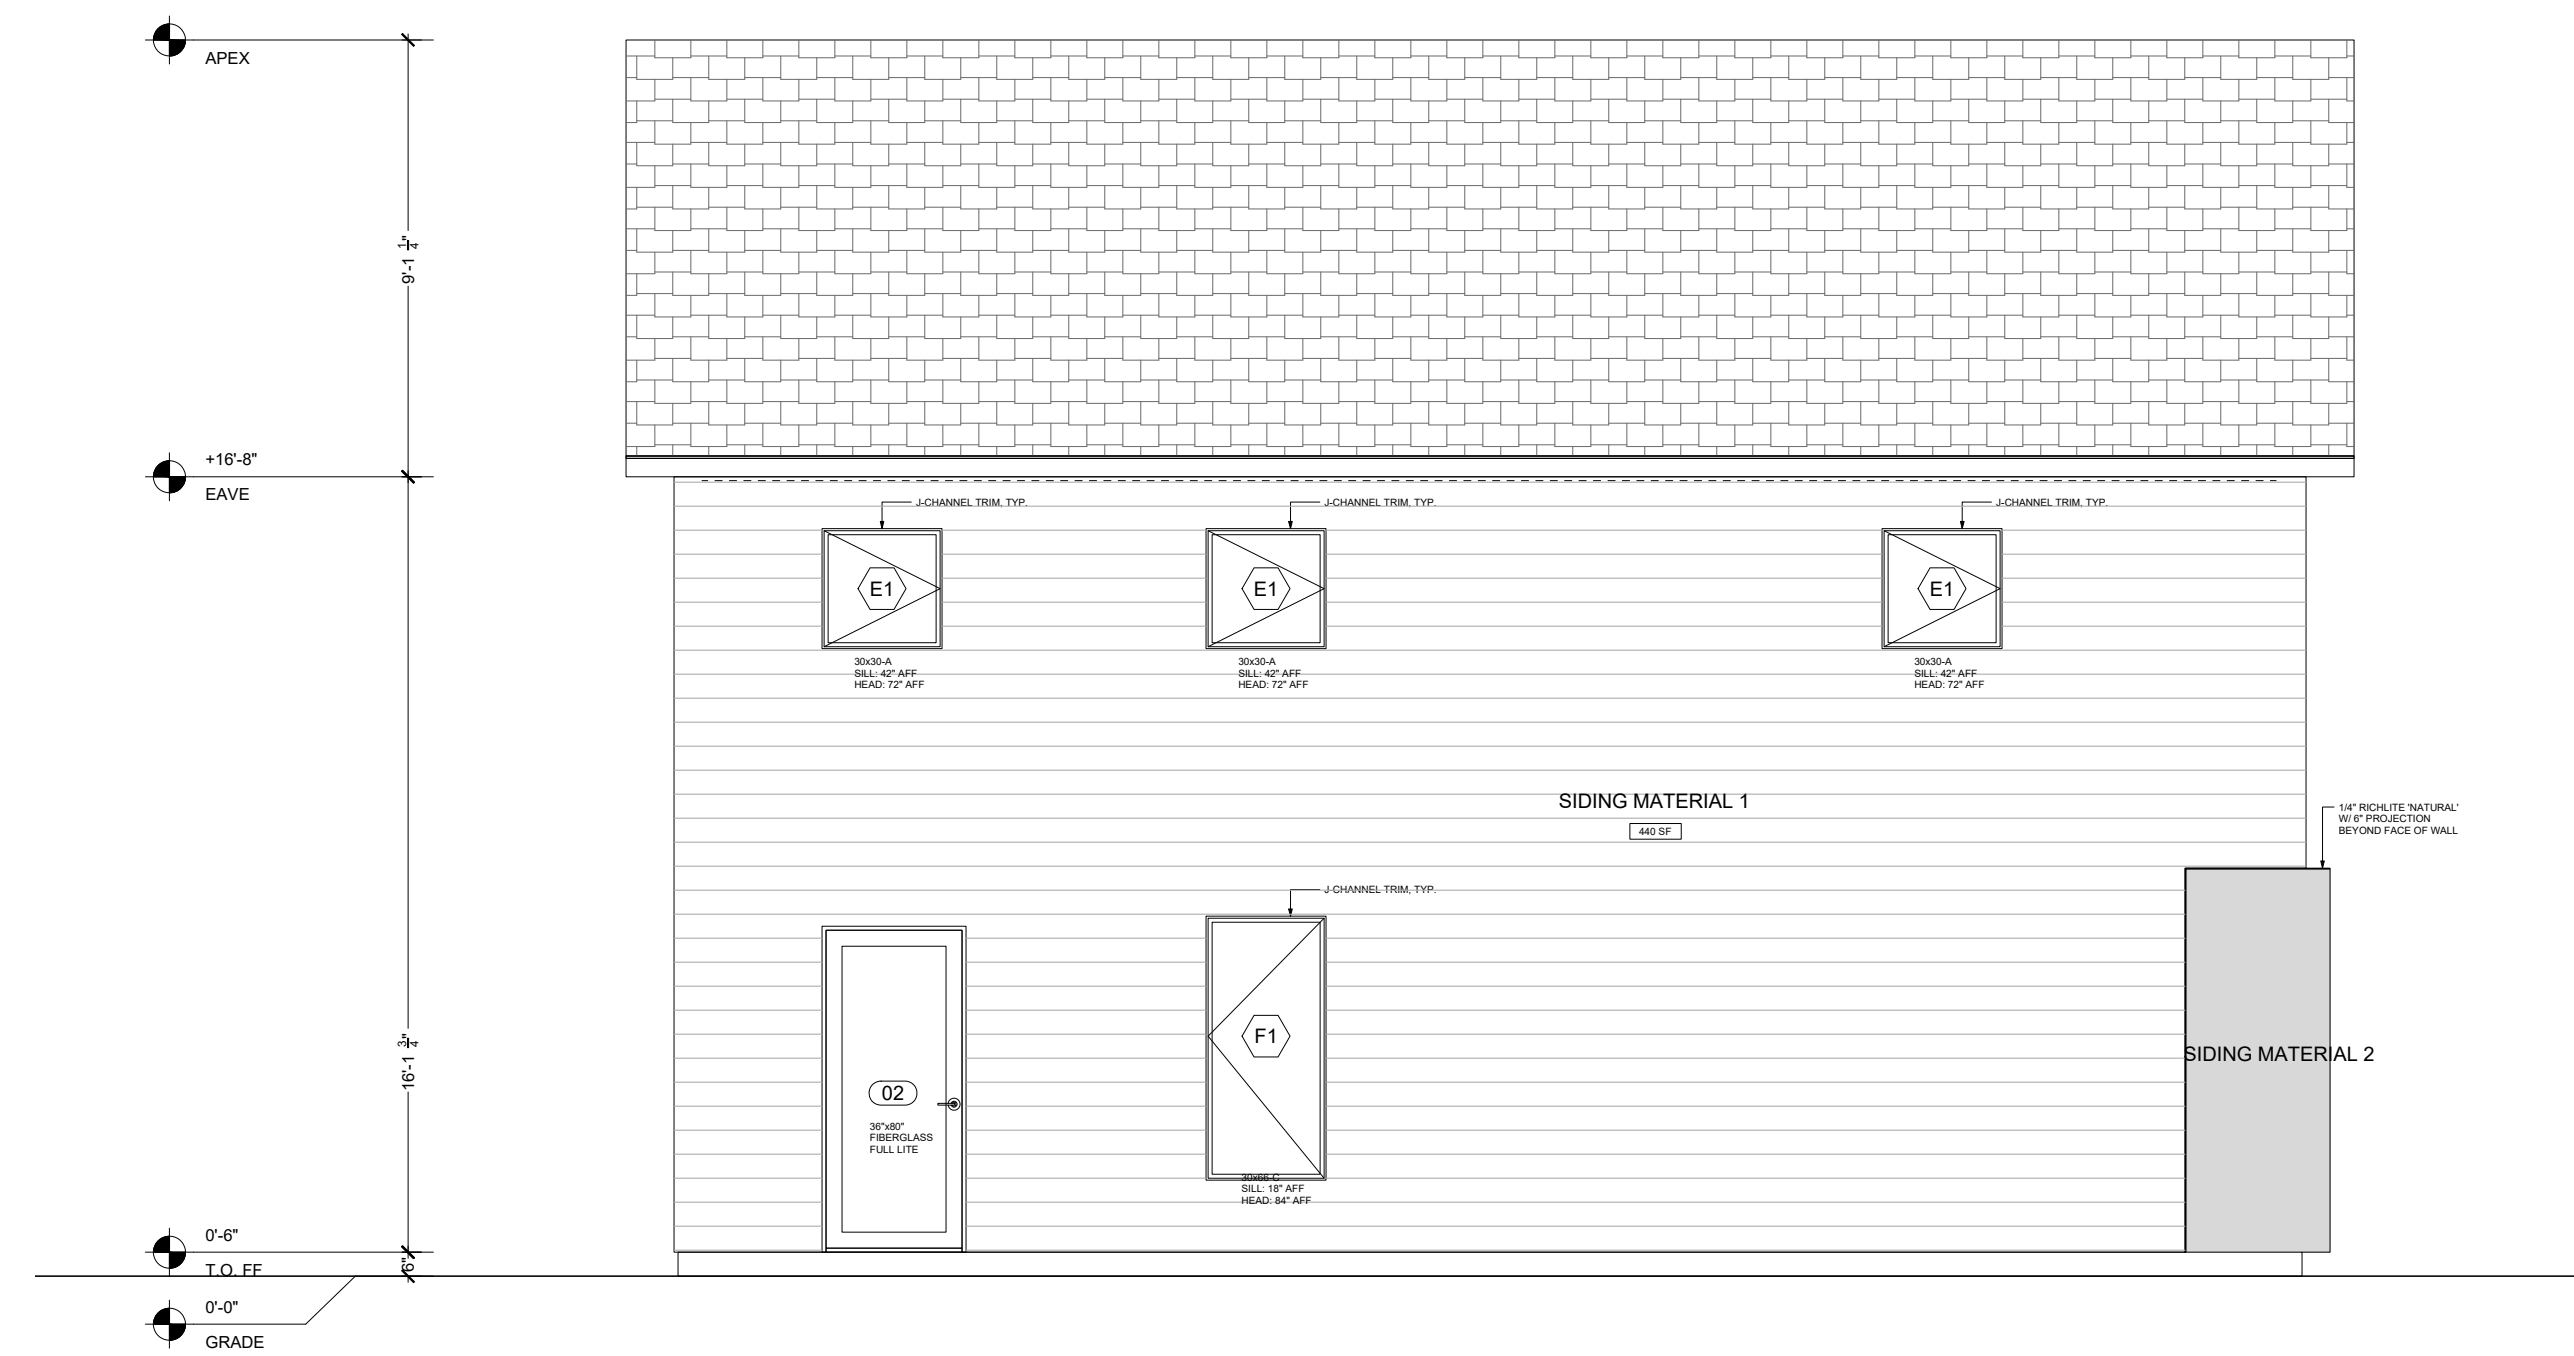 APEX
9'-1 1/4"
+16'-8"
EAVE
J-CHANNEL TRIM, TYP.
J-CHANNEL TRIM, TYP.
J-CHANNEL TRIM, TYP.
E1
E1
E1
30x30-A
SILL: 42" AFF
HEAD: 72" AFF
30x30-A
SILL: 42" AFF
HEAD: 72" AFF
30x30-A
SILL: 42" AFF
HEAD: 72" AFF
SIDING MATERIAL 1
440 SF
1/4" RICHLITE 'NATURAL'
W/ 6" PROJECTION
BEYOND FACE OF WALL
J-CHANNEL TRIM, TYP.
16'-1 3/4"
F1
SIDING MATERIAL 2
02
36"x80"
FIBERGLASS
FULL LITE
30x66-C
SILL: 18" AFF
HEAD: 84" AFF
0'-6"
T.O. FF
6"
0'-0"
GRADE